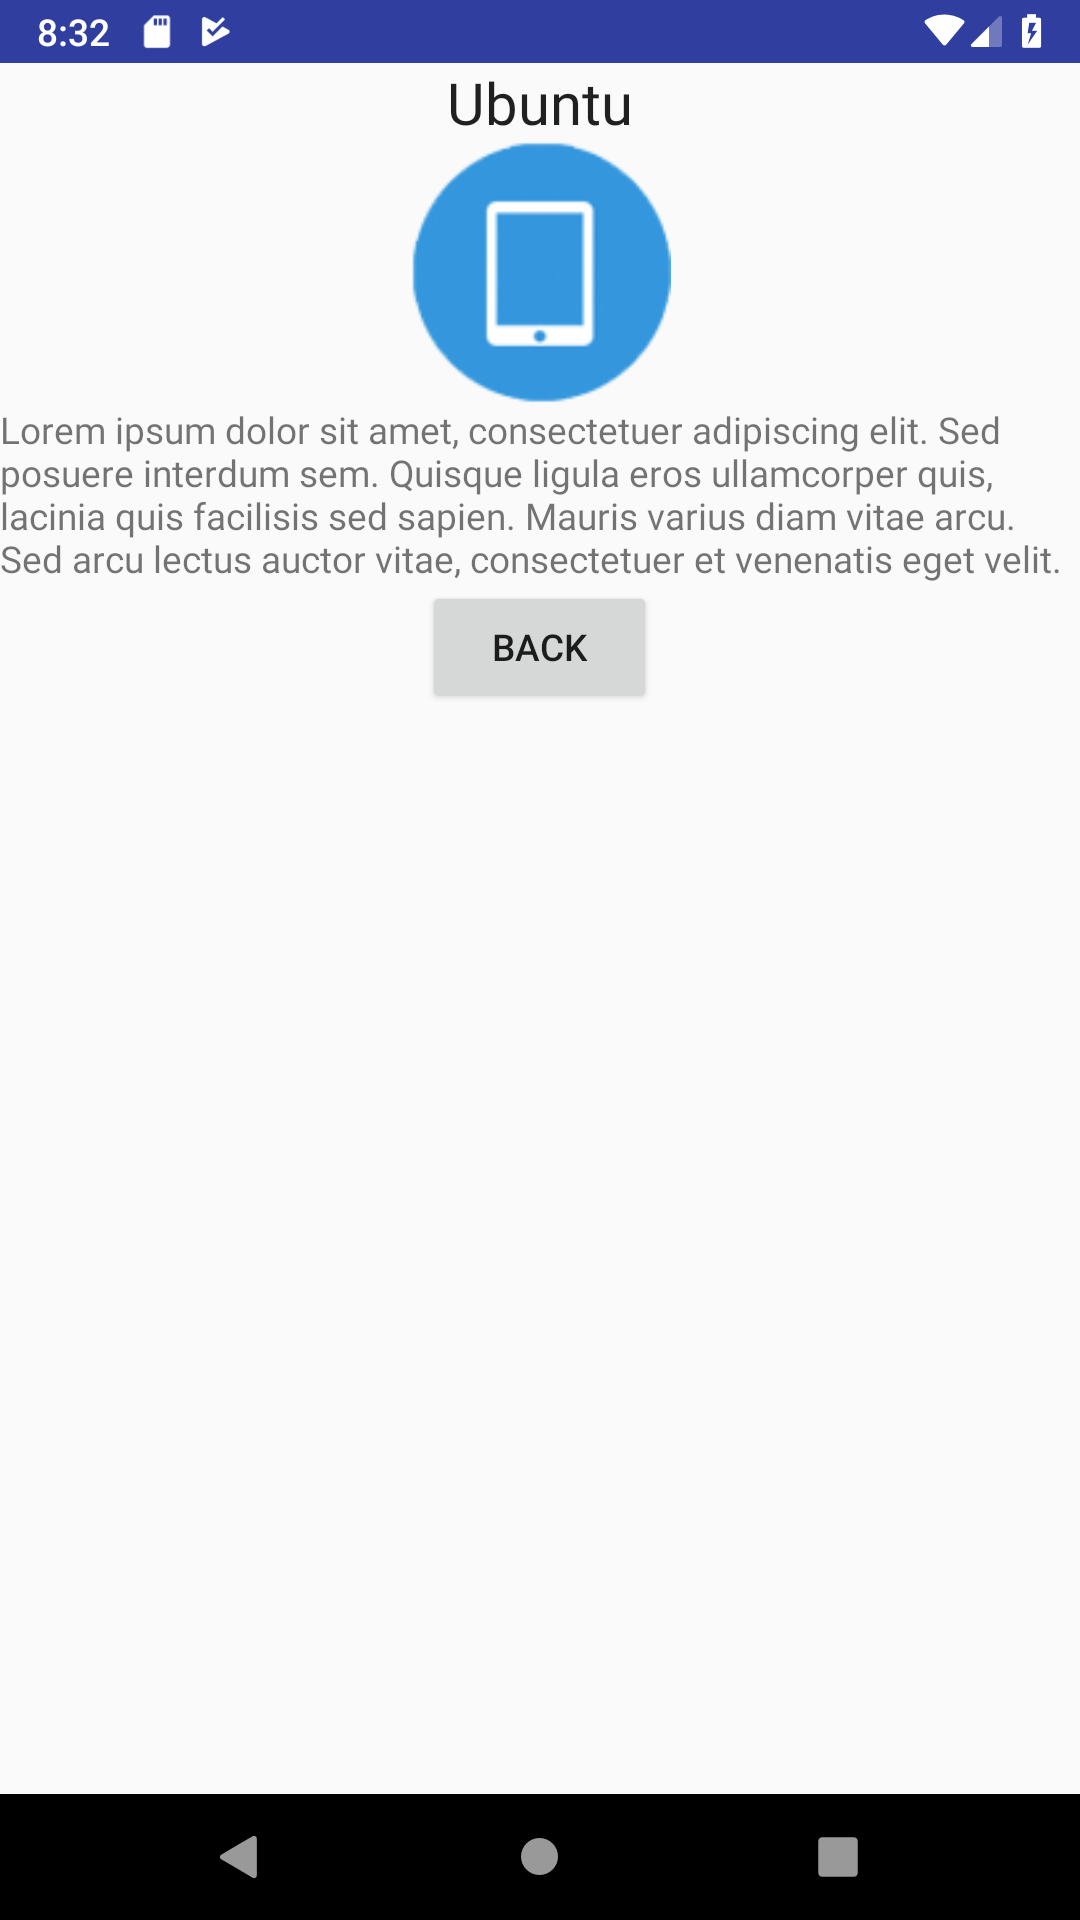 8:32
Ubuntu
Lorem ipsum dolor sit amet, consectetuer adipiscing elit. Sed
posuere interdum sem. Quisque ligula eros ullamcorper quis,
lacinia quis facilisis sed sapien. Mauris varius diam vitae arcu.
Sed arcu lectus auctor vitae, consectetuer et venenatis eget velit.
BACK